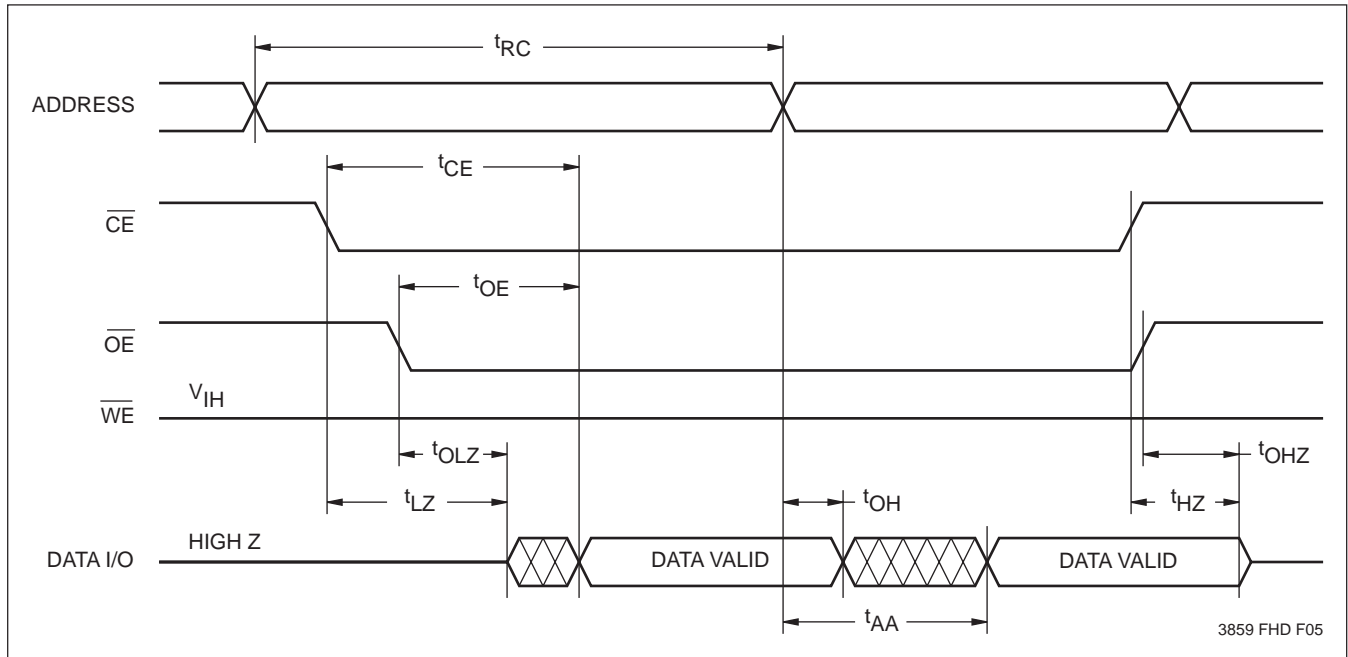 tRC
ADDRESS
tCE
CE
tOE
OE
VIH
WE
tOLZ
tOHZ
tLZ
tOH
tHZ
HIGH Z
DATA I/O
DATA VALID
DATA VALID
tAA
3859 FHD F05